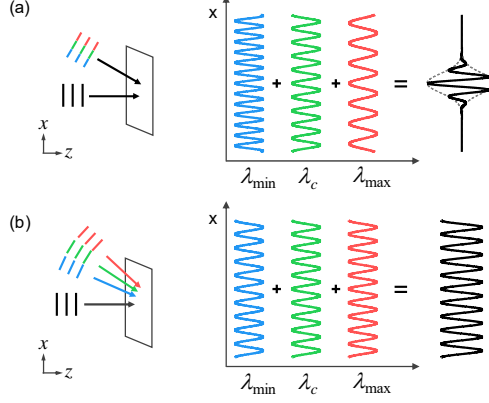 (a)
x
z
x
+
+
=
λmin
λc
λmax
(b)
x
z
x
+
+
=
λmin
λc
λmax